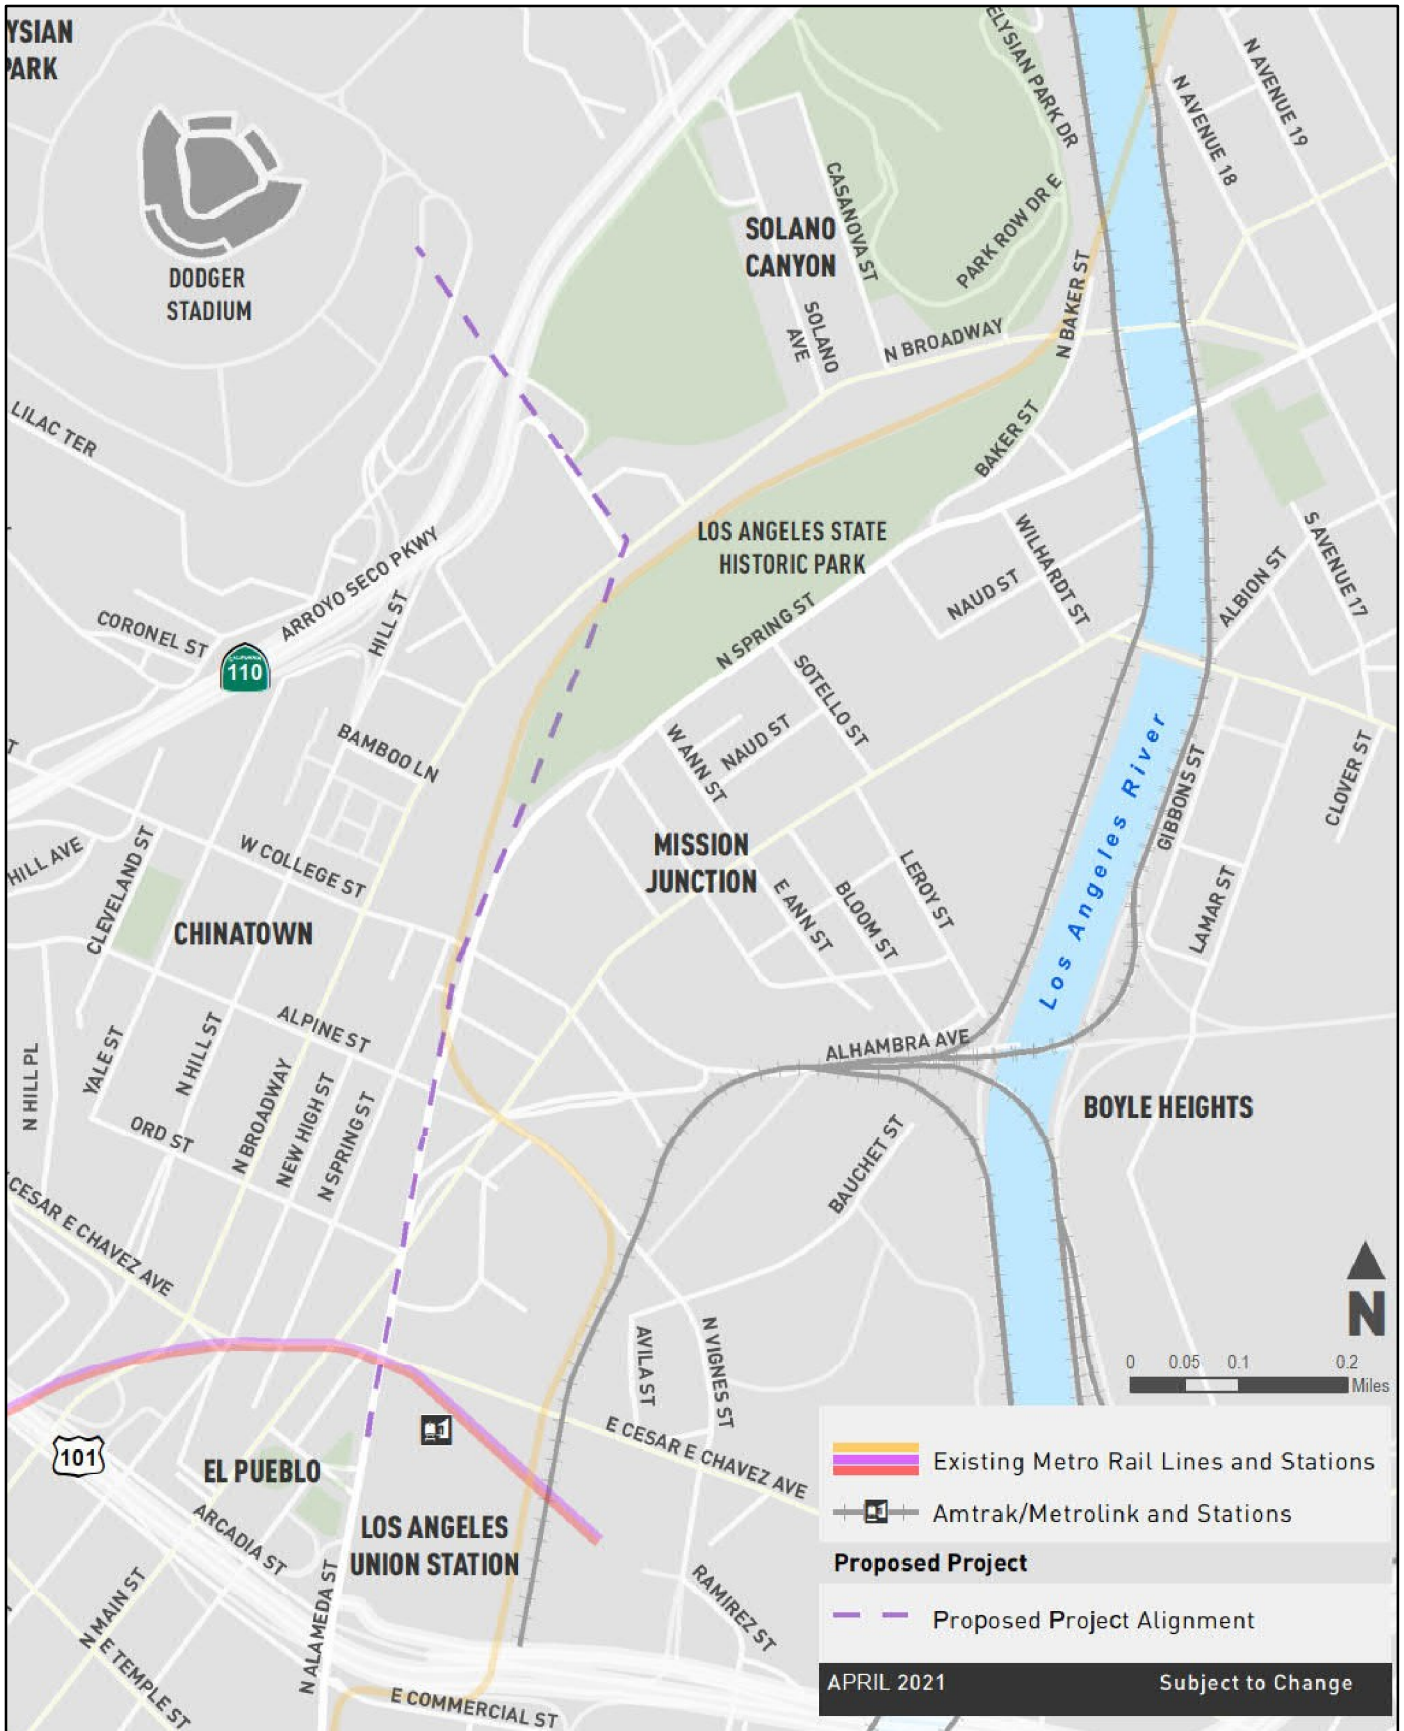 YSIAN
PARK
DODGER
STADIUM
SOLANO
CANYON
CASANOVA ST
SOLANO
AVE
ELYSIAN PARK DR
PARK ROW DR E
N BROADWAY
N BAKER ST
N AVENUE 18
N AVENUE 19
LILAC TER
BAKER ST
ARROYO SECO PKWY
LOS ANGELES STATE
HISTORIC PARK
WILHARDT ST
NAUD ST
ALBION ST
S AVENUE 17
CORONEL ST
CALIFORNIA
110
HILL ST
N SPRING ST
SOTELLO ST
BAMBOO LN
W ANN ST
NAUD ST
Los Angeles River
GIBBONS ST
CLOVER ST
T
HILL AVE
CLEVELAND ST
W COLLEGE ST
MISSION
JUNCTION
E ANN ST
BLOOM ST
LEROY ST
LAMAR ST
CHINATOWN
ALPINE ST
N HILL PL
YALE ST
N HILL ST
ORD ST
N BROADWAY
NEW HIGH ST
N SPRING ST
ALHAMBRA AVE
BOYLE HEIGHTS
BAUCHET ST
CESAR E CHAVEZ AVE
N
AVILA ST
N VIGNES ST
0 0.05 0.1 0.2
Miles
E CESAR E CHAVEZ AVE
101
EL PUEBLO
ARCADIA ST
LOS ANGELES
UNION STATION
N ALAMEDA ST
N MAIN ST
E TEMPLE ST
E COMMERCIAL ST
RAMIREZ ST
Existing Metro Rail Lines and Stations
Amtrak/Metrolink and Stations
Proposed Project
Proposed Project Alignment
APRIL 2021 Subject to Change